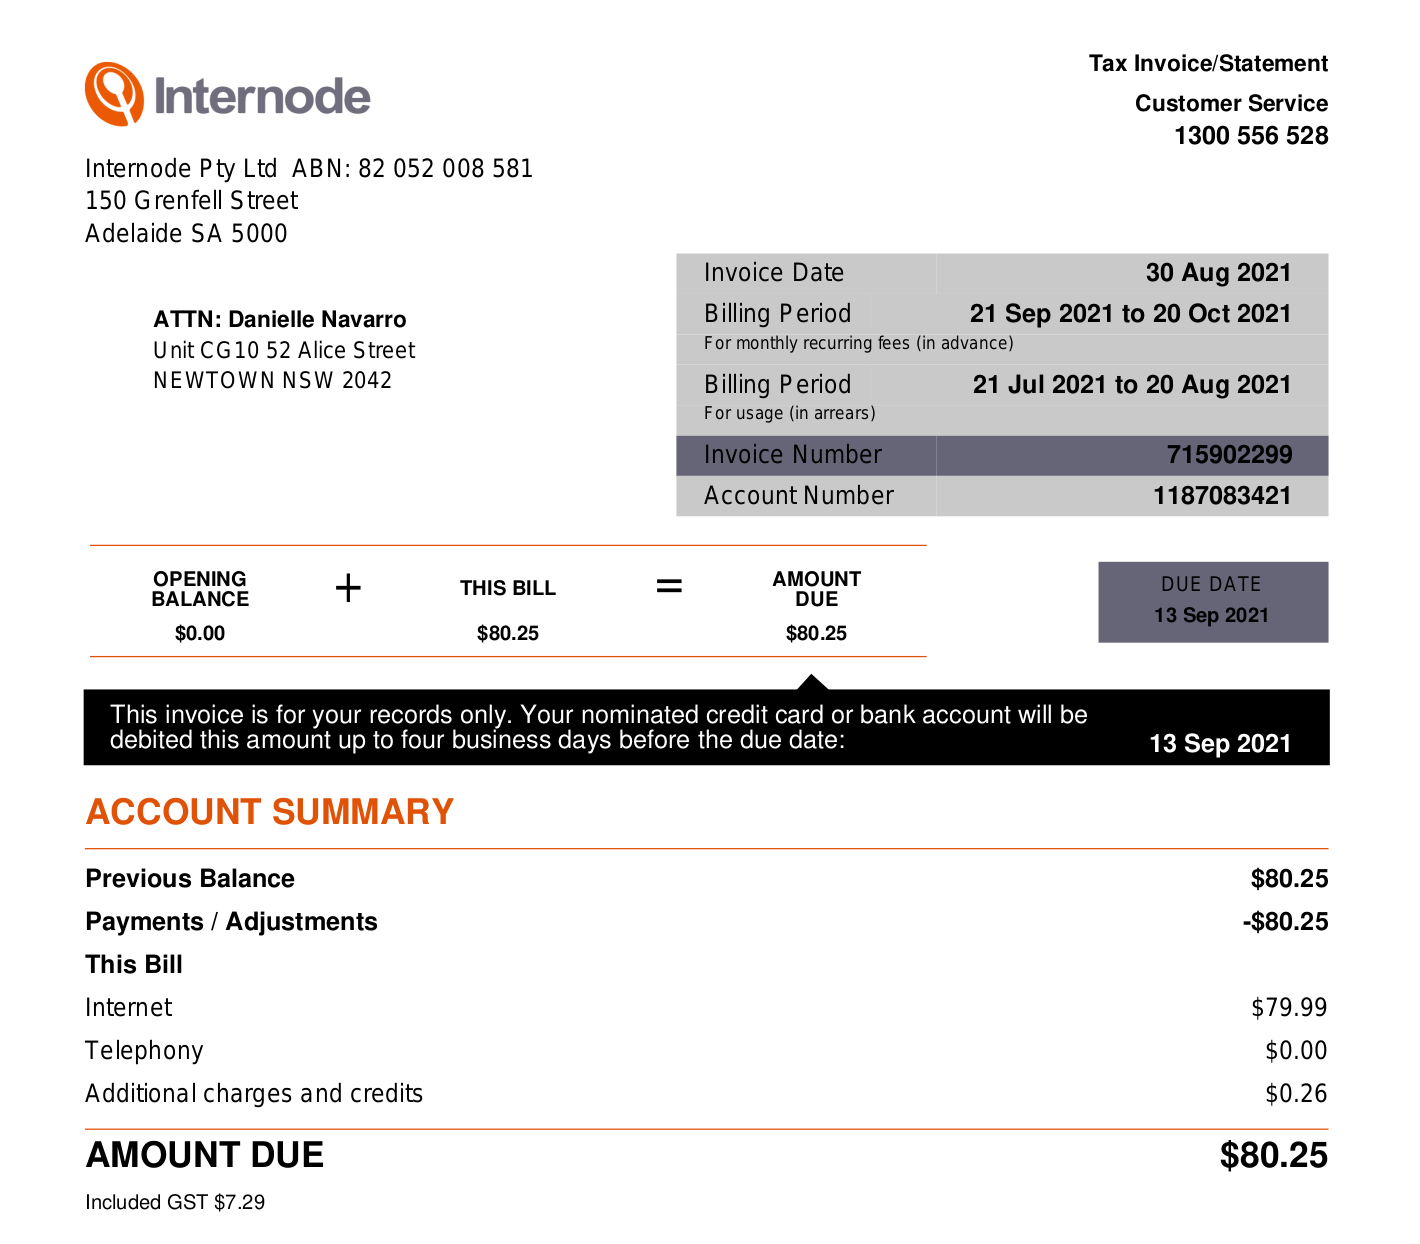 Internode
Tax Invoice/Statement
Customer Service
1300 556 528
Internode Pty Ltd  ABN: 82 052 008 581
150 Grenfell Street
Adelaide SA 5000
ATTN: Danielle Navarro
Unit CG10 52 Alice Street
NEWTOWN NSW 2042
Invoice Date 30 Aug 2021
Billing Period 21 Sep 2021 to 20 Oct 2021
For monthly recurring fees (in advance)
Billing Period 21 Jul 2021 to 20 Aug 2021
For usage (in arrears)
Invoice Number 715902299
Account Number 1187083421
OPENING BALANCE + THIS BILL = AMOUNT DUE
$0.00 $80.25 $80.25
DUE DATE
13 Sep 2021
This invoice is for your records only. Your nominated credit card or bank account will be
debited this amount up to four business days before the due date: 13 Sep 2021
ACCOUNT SUMMARY
Previous Balance $80.25
Payments / Adjustments -$80.25
This Bill
Internet $79.99
Telephony $0.00
Additional charges and credits $0.26
AMOUNT DUE $80.25
Included GST $7.29